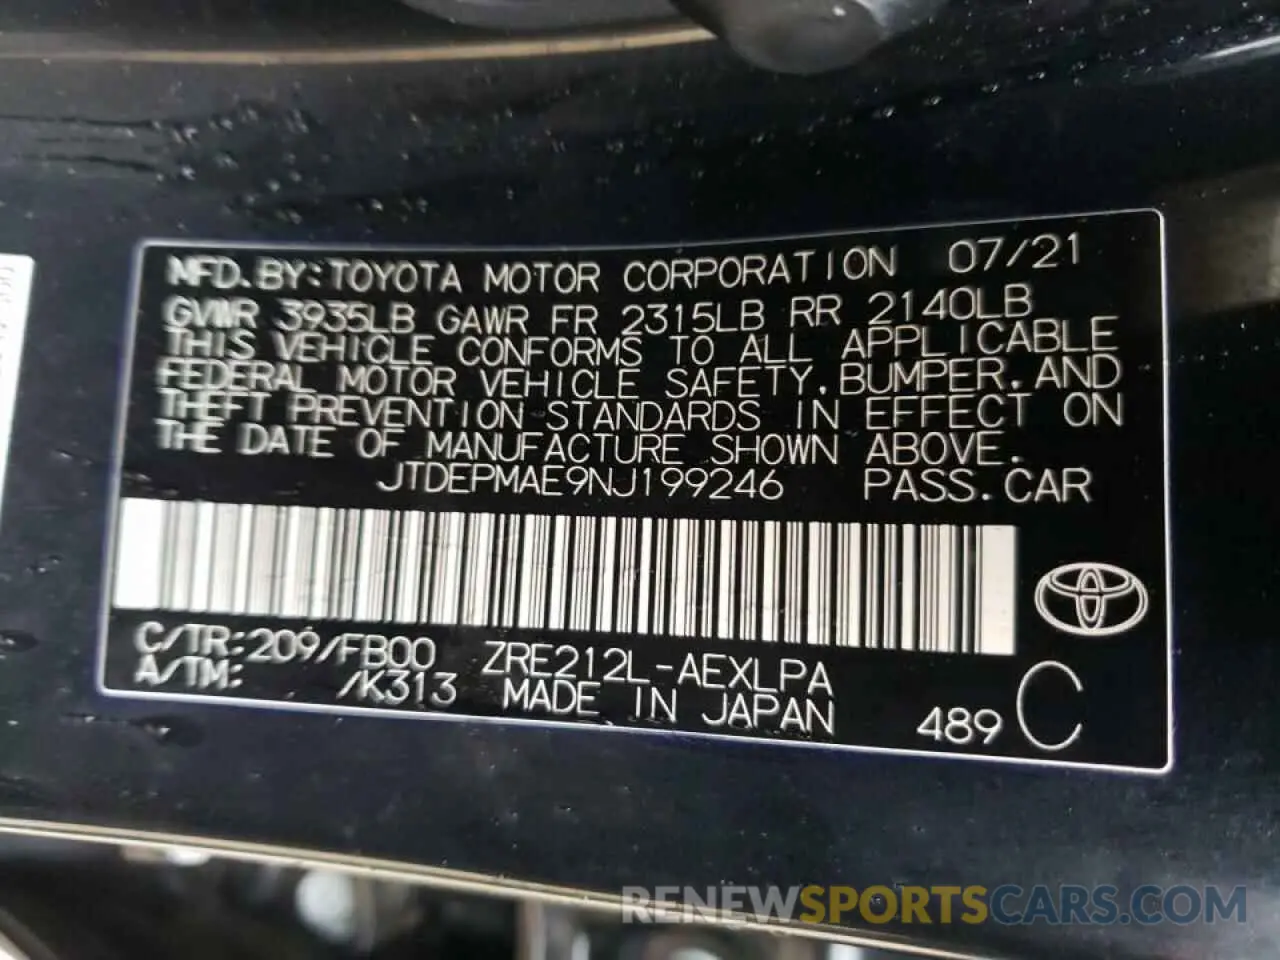 MFD.BY:TOYOTA MOTOR CORPORATION 07/21
GVWR 3935LB GAWR FR 2315LB RR 2140LB
THIS VEHICLE CONFORMS TO ALL APPLICABLE
FEDERAL MOTOR VEHICLE SAFETY, BUMPER, AND
THEFT PREVENTION STANDARDS IN EFFECT ON
THE DATE OF MANUFACTURE SHOWN ABOVE.
JTDEPMAE9NJ199246 PASS.CAR
C/TR:209/FB00 ZRE212L-AEXLPA
A/TM: /K313 MADE IN JAPAN 489 C
RENEWSPORTSCARS.COM